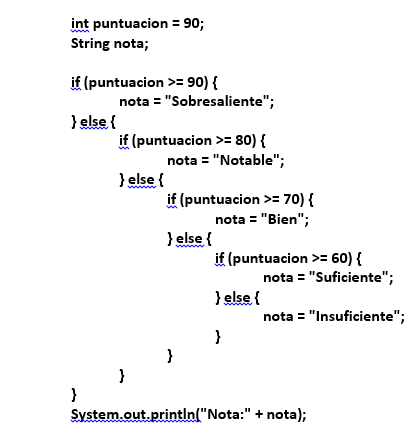 int puntuacion = 90;
String nota;
if (puntuacion >= 90) {
nota = "Sobresaliente";
} else {
if (puntuacion >= 80) {
nota = "Notable";
} else {
if (puntuacion >= 70) {
nota = "Bien";
} else {
if (puntuacion >= 60) {
nota = "Suficiente";
} else {
nota = "Insuficiente";
}
}
}
}
System.out.println("Nota:" + nota);